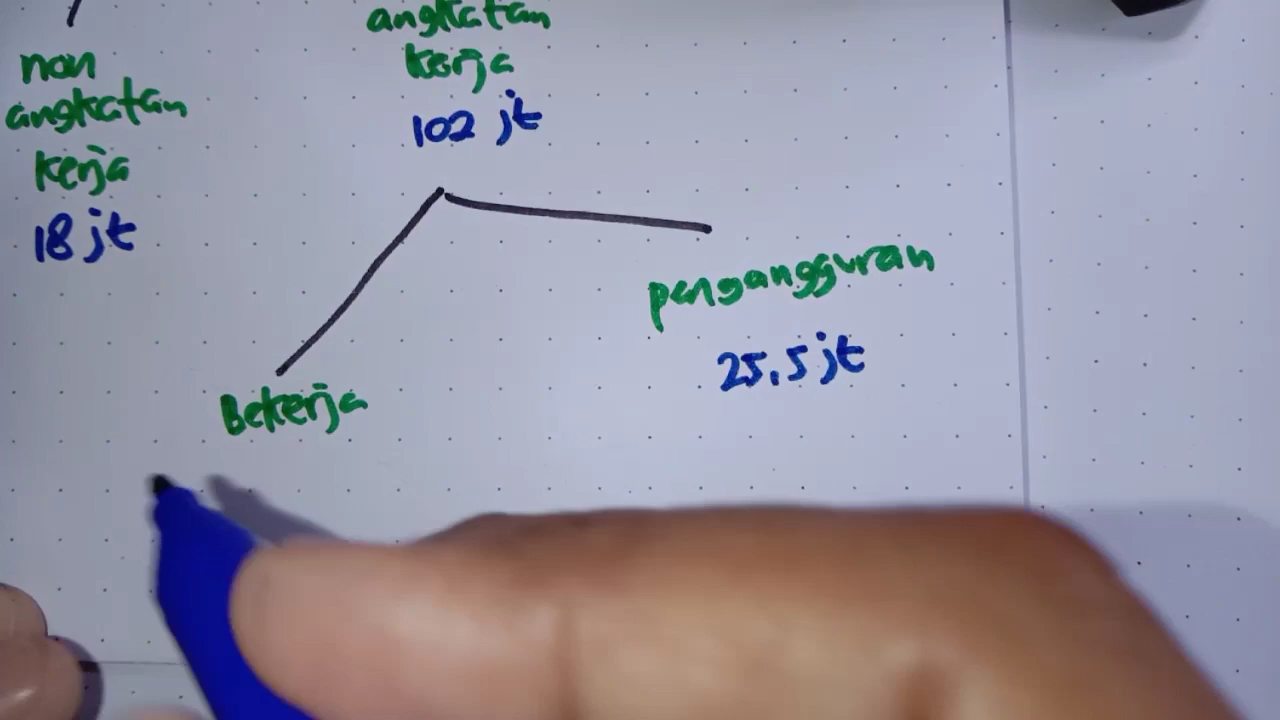 non
angkatan
kerja
18 jt
angkatan
kerja
102 jt
pengangguran
25,5 jt
Bekerja